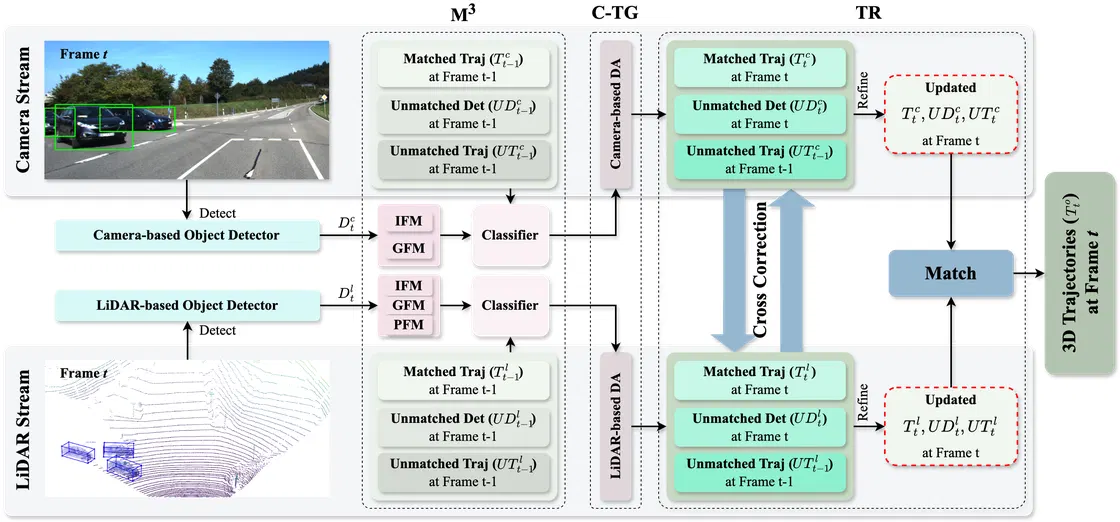 M³
C-TG
TR
Camera Stream
Frame t
Matched Traj (T^c_{t-1})
at Frame t-1
Unmatched Det (UD^c_{t-1})
at Frame t-1
Unmatched Traj (UT^c_{t-1})
at Frame t-1
Camera-based DA
Matched Traj (T^c_t)
at Frame t
Unmatched Det (UD^c_t)
at Frame t
Unmatched Traj (UT^c_{t-1})
at Frame t-1
Refine
Updated
T^c_t, UD^c_t, UT^c_t
at Frame t
Detect
Camera-based Object Detector
D^c_t
IFM
GFM
Classifier
LiDAR-based Object Detector
D^l_t
IFM
GFM
PFM
Classifier
Detect
Cross Correction
Match
3D Trajectories (T^o_t)
at Frame t
LiDAR Stream
Frame t
Matched Traj (T^l_{t-1})
at Frame t-1
Unmatched Det (UD^l_{t-1})
at Frame t-1
Unmatched Traj (UT^l_{t-1})
at Frame t-1
LiDAR-based DA
Matched Traj (T^l_t)
at Frame t
Unmatched Det (UD^l_t)
at Frame t
Unmatched Traj (UT^l_{t-1})
at Frame t-1
Refine
Updated
T^l_t, UD^l_t, UT^l_t
at Frame t